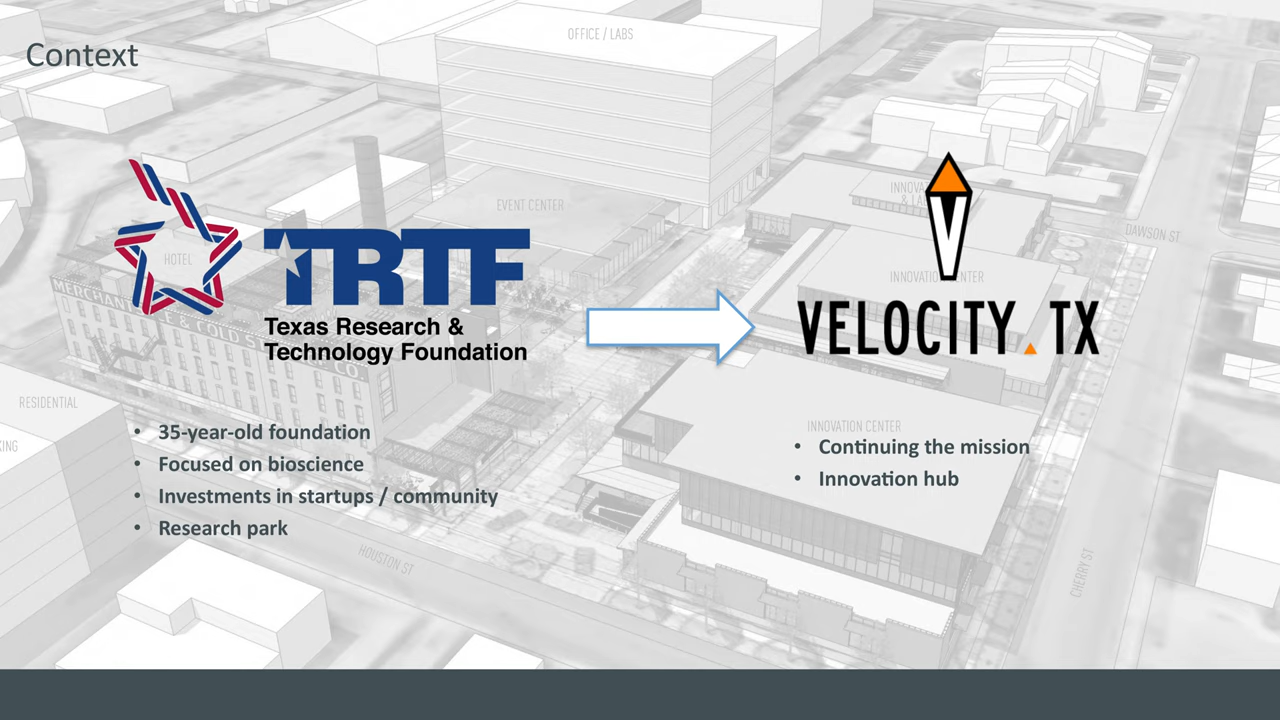 Context
OFFICE / LABS
EVENT CENTER
HOTEL
DAWSON ST
TRTF
Texas Research &
Technology Foundation
V
VELOCITY.TX
RESIDENTIAL
INNOVATION CENTER
• 35-year-old foundation
• Focused on bioscience
• Investments in startups / community
• Research park
• Continuing the mission
• Innovation hub
HOUSTON ST
CHERRY ST